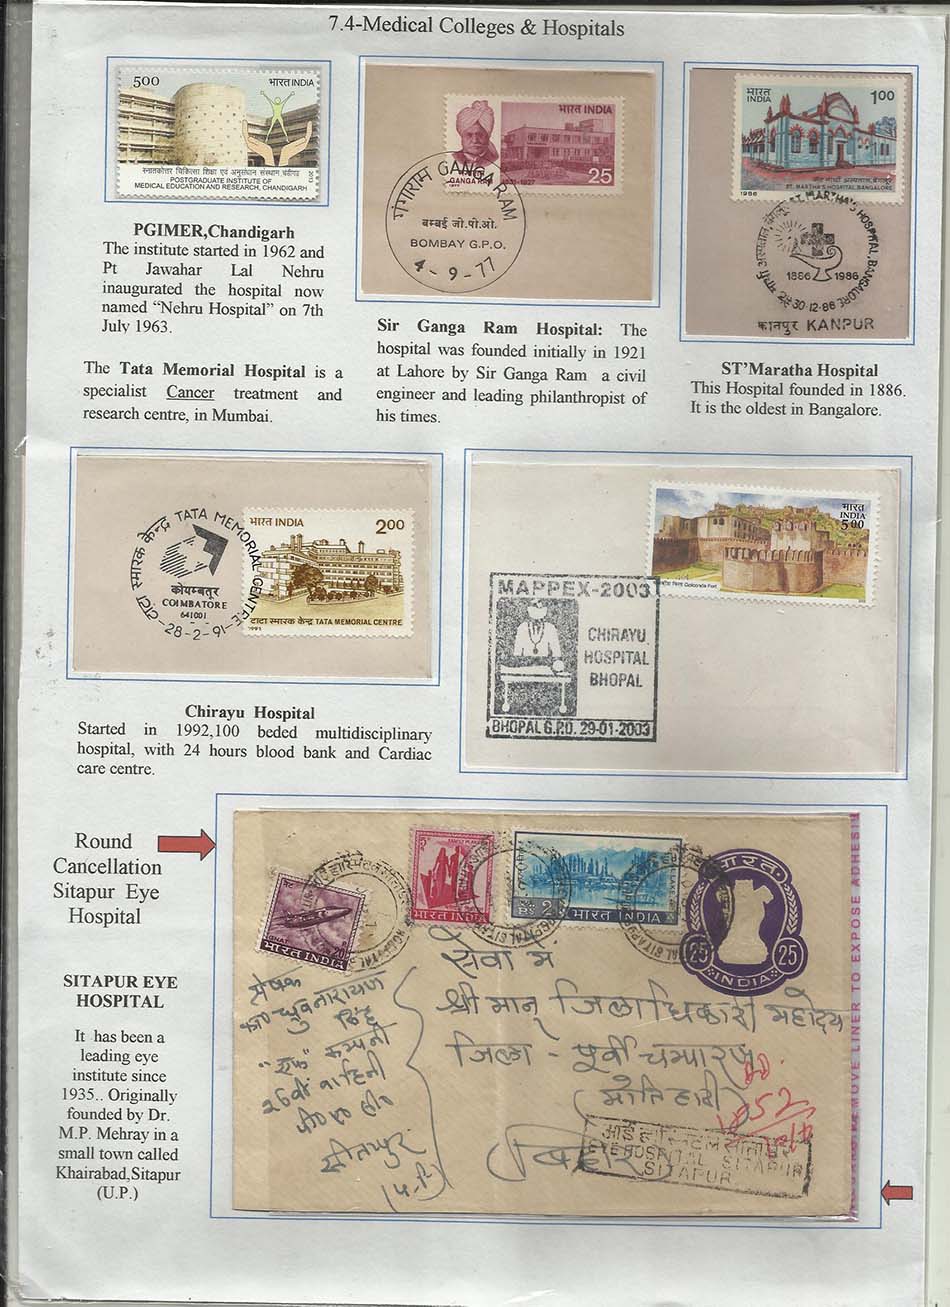 7.4-Medical Colleges & Hospitals
5.00
भारत INDIA
स्नातकोत्तर चिकित्सा शिक्षा एवं अनुसंधान संस्थान, चंडीगढ़
POSTGRADUATE INSTITUTE OF
MEDICAL EDUCATION AND RESEARCH, CHANDIGARH
2013
PGIMER,Chandigarh
The institute started in 1962 and
Pt Jawahar Lal Nehru
inaugurated the hospital now
named “Nehru Hospital” on 7th
July 1963.
The Tata Memorial Hospital is a
specialist Cancer treatment and
research centre, in Mumbai.
भारत INDIA
GANGA RAM 1851-1927
25
गंगाराम GANGA RAM
बम्बई जी.पी.ओ.
BOMBAY G.P.O.
4-9-77
Sir Ganga Ram Hospital: The
hospital was founded initially in 1921
at Lahore by Sir Ganga Ram a civil
engineer and leading philanthropist of
his times.
भारत
INDIA
1.00
ST. MARTHA'S HOSPITAL, BANGALORE
1986
ST. MARTHA'S HOSPITAL, BANGALORE
1886 1986
30-12-86
कानपुर KANPUR
ST’Maratha Hospital
This Hospital founded in 1886.
It is the oldest in Bangalore.
टाटा स्मारक केन्द्र TATA MEMORIAL CENTRE
कोयम्बतूर
COIMBATORE
641001
28-2-91
भारत INDIA
2.00
टाटा स्मारक केन्द्र TATA MEMORIAL CENTRE
1991
Chirayu Hospital
Started in 1992,100 beded multidisciplinary
hospital, with 24 hours blood bank and Cardiac
care centre.
भारत
INDIA
5.00
Golconda Fort
MAPPEX-2003
CHIRAYU
HOSPITAL
BHOPAL
BHOPAL G.P.O. 29-01-2003
Round
Cancellation
Sitapur Eye
Hospital
SITAPUR EYE
HOSPITAL
It has been a
leading eye
institute since
1935.. Originally
founded by Dr.
M.P. Mehray in a
small town called
Khairabad,Sitapur
(U.P.)
GNAT
20
भारत INDIA
भारत INDIA
RS 2 भारत INDIA
भारत
25 25
INDIA
REMOVE LINER TO EXPOSE ADHESIVE
सेवा में
श्रीमान् जिलाधिकारी महोदय
जिला - पूर्वी चम्पारण
(मोतिहारी)
(बिहार)
प्रेषक
ध्रुवनारायण
सिंह
कम्पनी
26वीं वाहिनी
सीतापुर
EYE HOSPITAL SITAPUR
SITAPUR